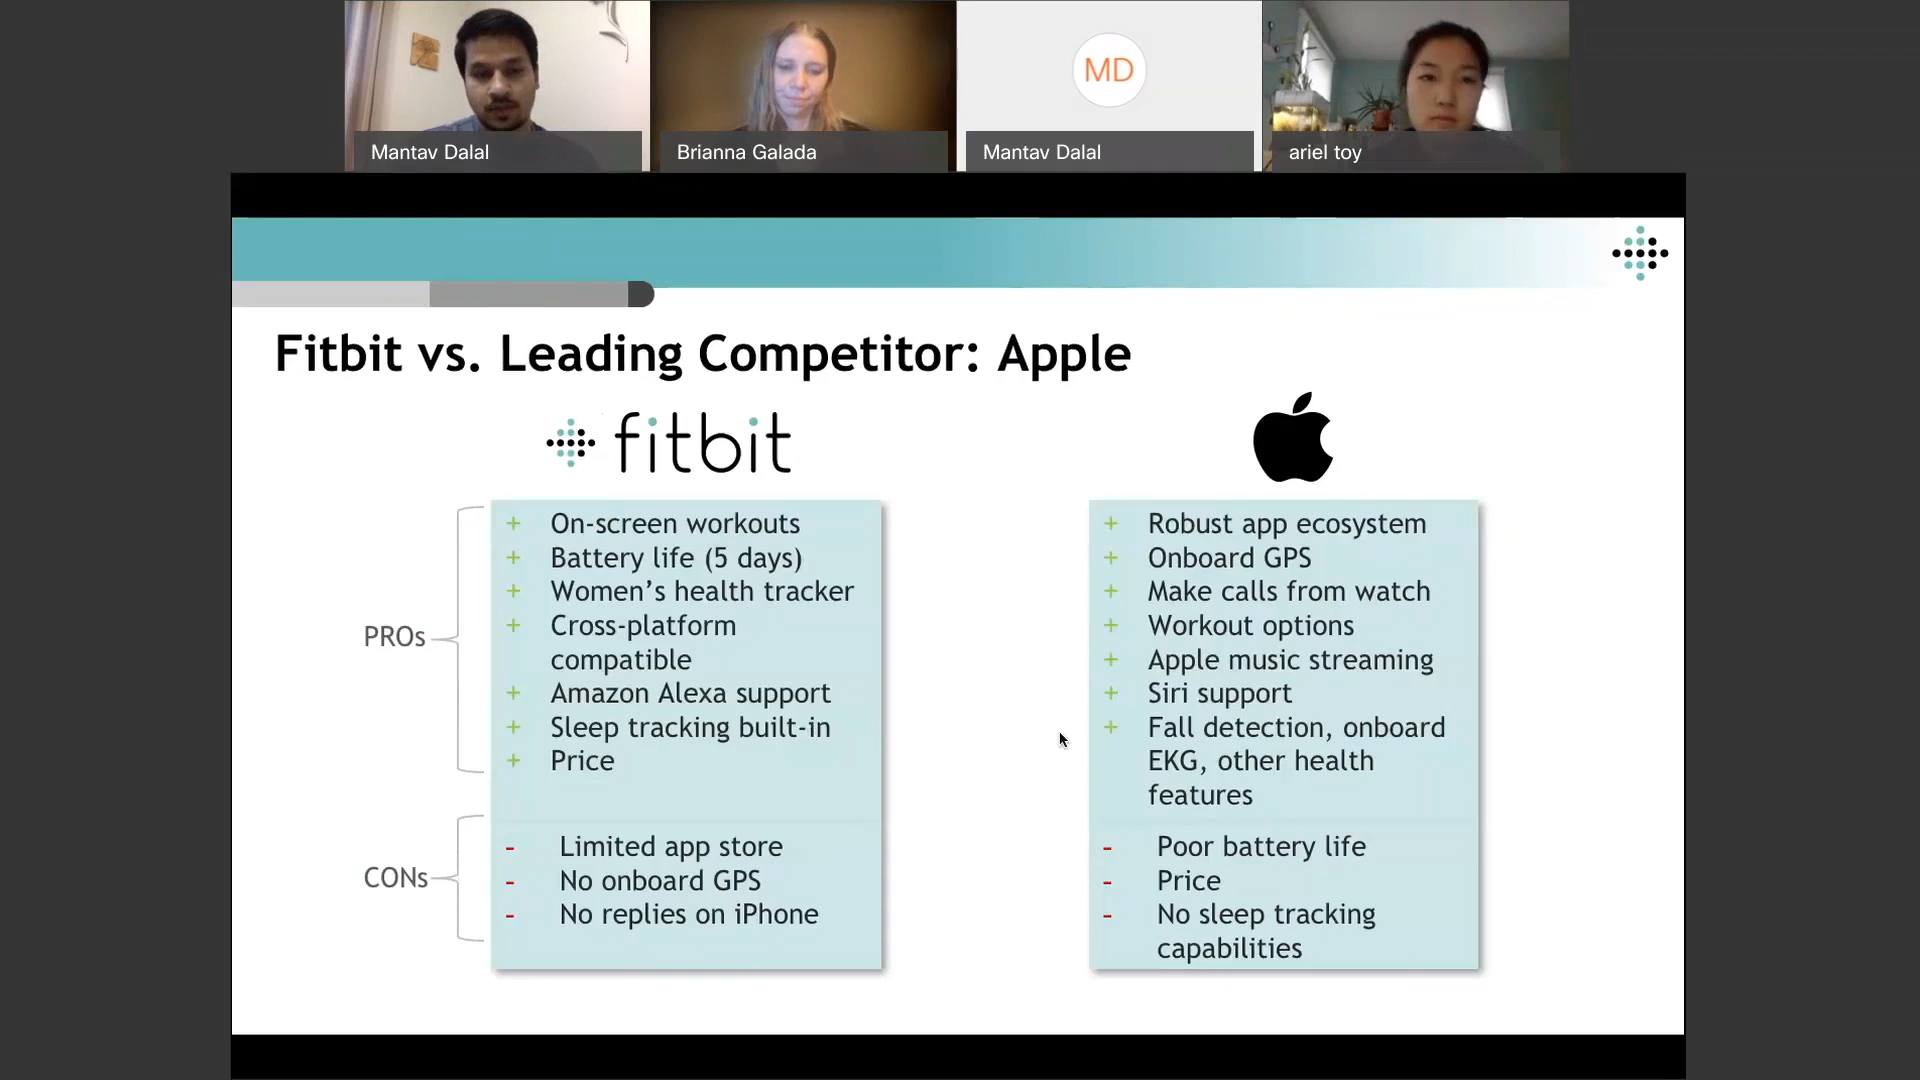 Mantav Dalal
Brianna Galada
MD
Mantav Dalal
ariel toy
Fitbit vs. Leading Competitor: Apple
fitbit
PROs
+ On-screen workouts
+ Battery life (5 days)
+ Women’s health tracker
+ Cross-platform
compatible
+ Amazon Alexa support
+ Sleep tracking built-in
+ Price
CONs
- Limited app store
- No onboard GPS
- No replies on iPhone
+ Robust app ecosystem
+ Onboard GPS
+ Make calls from watch
+ Workout options
+ Apple music streaming
+ Siri support
+ Fall detection, onboard
EKG, other health
features
- Poor battery life
- Price
- No sleep tracking
capabilities